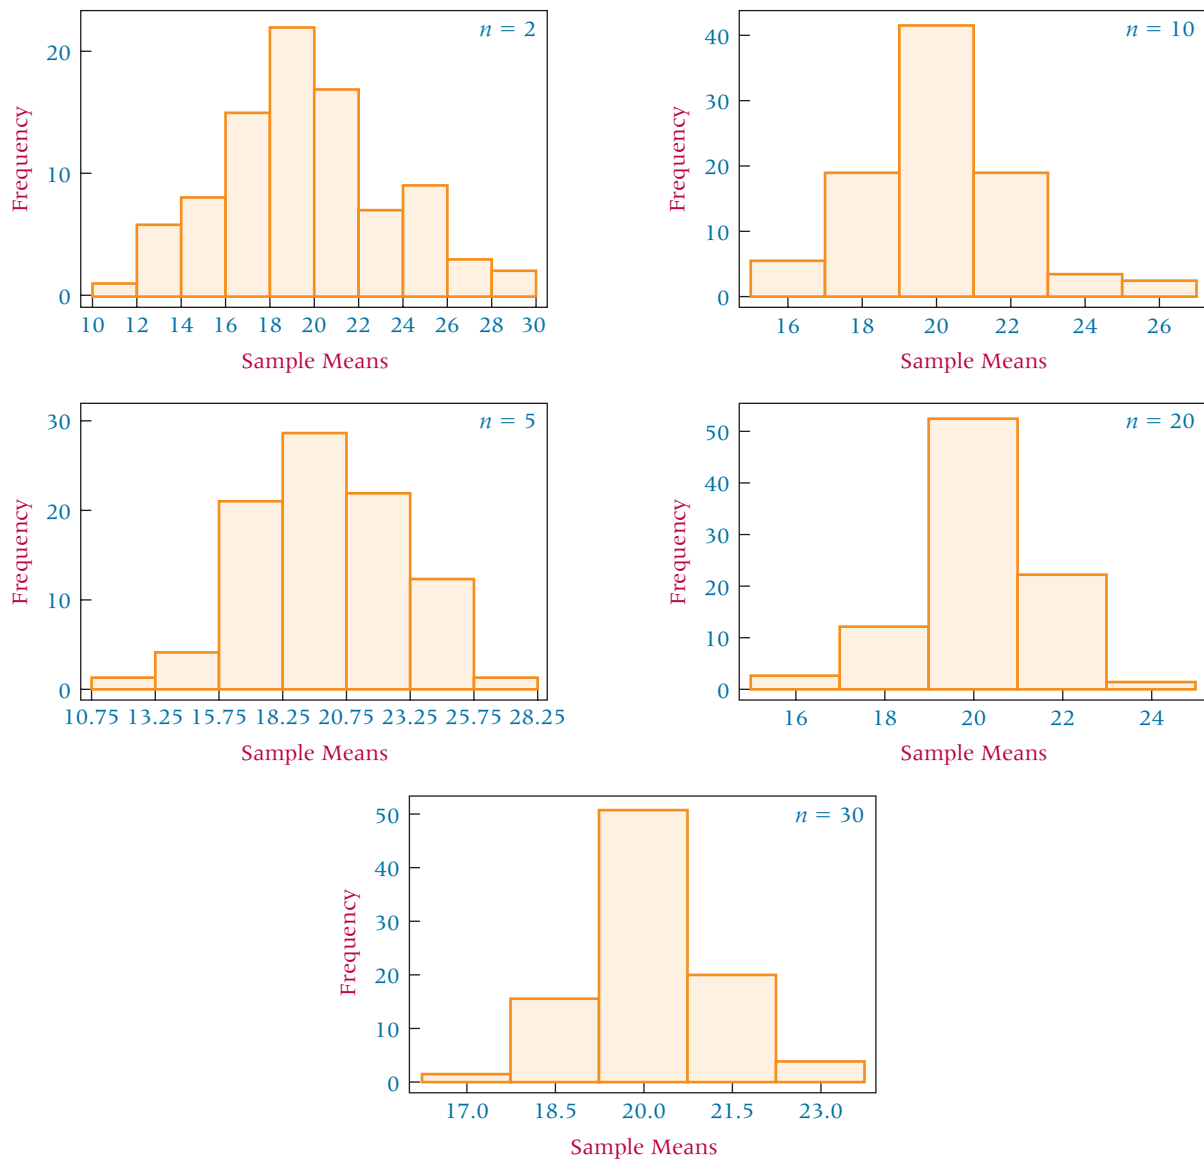 n = 2
Frequency
20
10
0
10 12 14 16 18 20 22 24 26 28 30
Sample Means
n = 10
Frequency
40
30
20
10
0
16 18 20 22 24 26
Sample Means
n = 5
Frequency
30
20
10
0
10.75 13.25 15.75 18.25 20.75 23.25 25.75 28.25
Sample Means
n = 20
Frequency
50
40
30
20
10
0
16 18 20 22 24
Sample Means
n = 30
Frequency
50
40
30
20
10
0
17.0 18.5 20.0 21.5 23.0
Sample Means